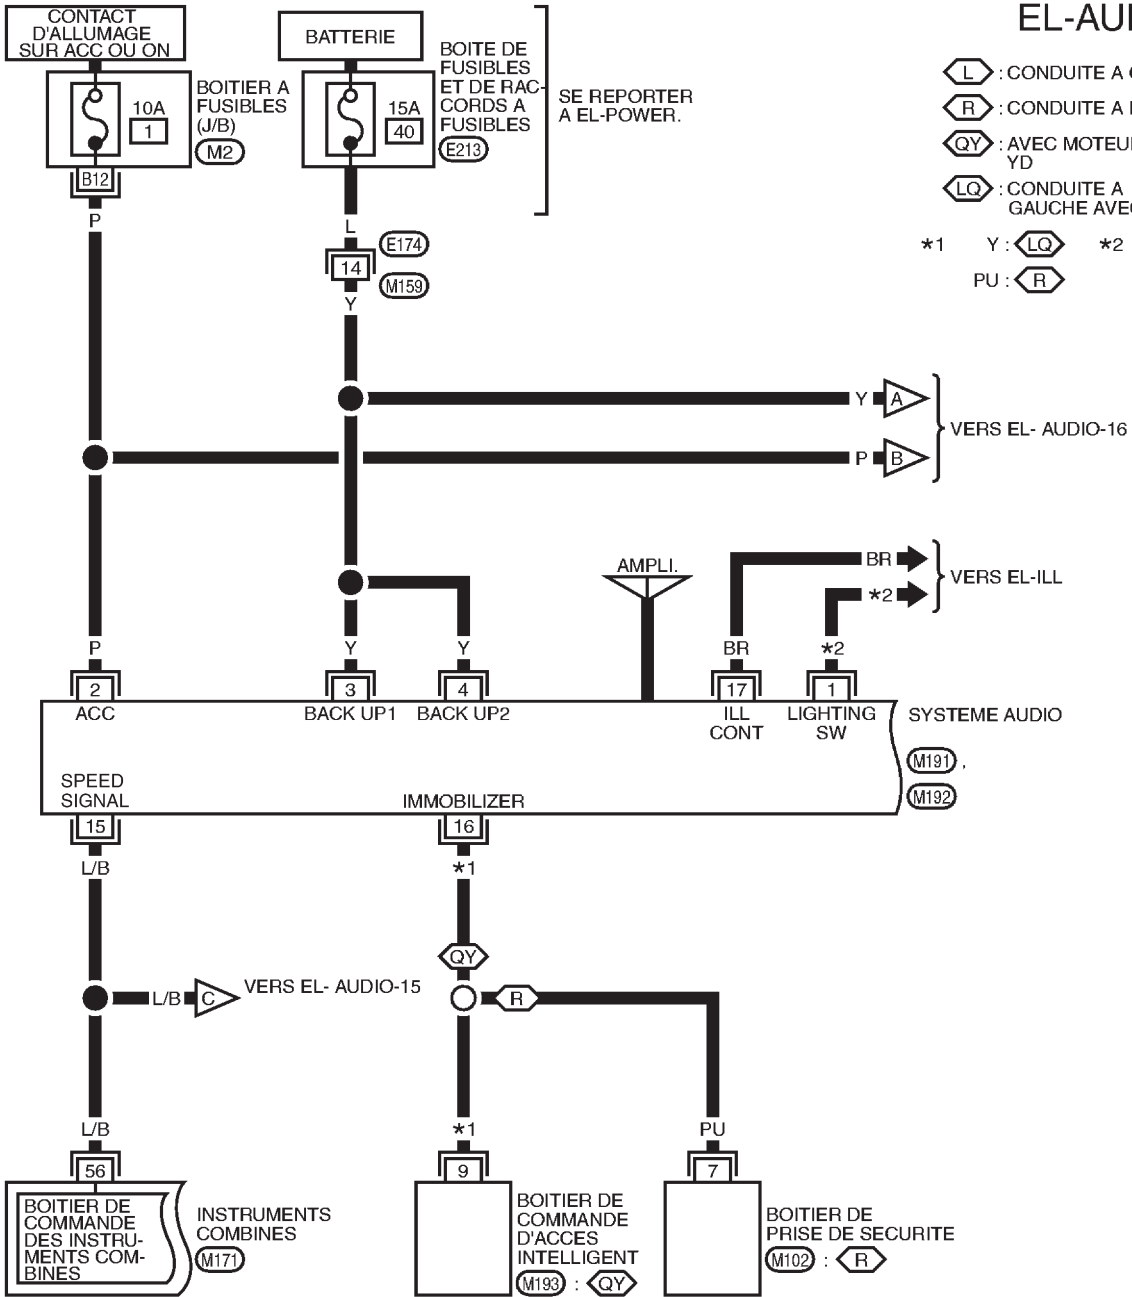 CONTACT
D'ALLUMAGE
SUR ACC OU ON
BATTERIE
EL-AU
10A
1
BOITIER A
FUSIBLES
(J/B)
M2
15A
40
BOITE DE
FUSIBLES
ET DE RAC-
CORDS A
FUSIBLES
E213
SE REPORTER
A EL-POWER.
L : CONDUITE A
R : CONDUITE A
QY : AVEC MOTEU
YD
LQ : CONDUITE A
GAUCHE AVE
*1 Y : LQ *2
PU : R
B12
P
L
14
E174
M159
Y
Y A
P B
VERS EL- AUDIO-16
AMPLI.
BR
*2
VERS EL-ILL
P
Y
Y
BR
*2
2
3
4
17
1
ACC
BACK UP1
BACK UP2
ILL
CONT
LIGHTING
SW
SYSTEME AUDIO
M191 ,
M192
SPEED
SIGNAL
IMMOBILIZER
15
16
L/B
*1
QY
L/B C
VERS EL- AUDIO-15
R
L/B
*1
PU
56
9
7
BOITIER DE
COMMANDE
DES INSTRU-
MENTS COM-
BINES
INSTRUMENTS
COMBINES
M171
BOITIER DE
COMMANDE
D'ACCES
INTELLIGENT
M193 : QY
BOITIER DE
PRISE DE SECURITE
M102 : R